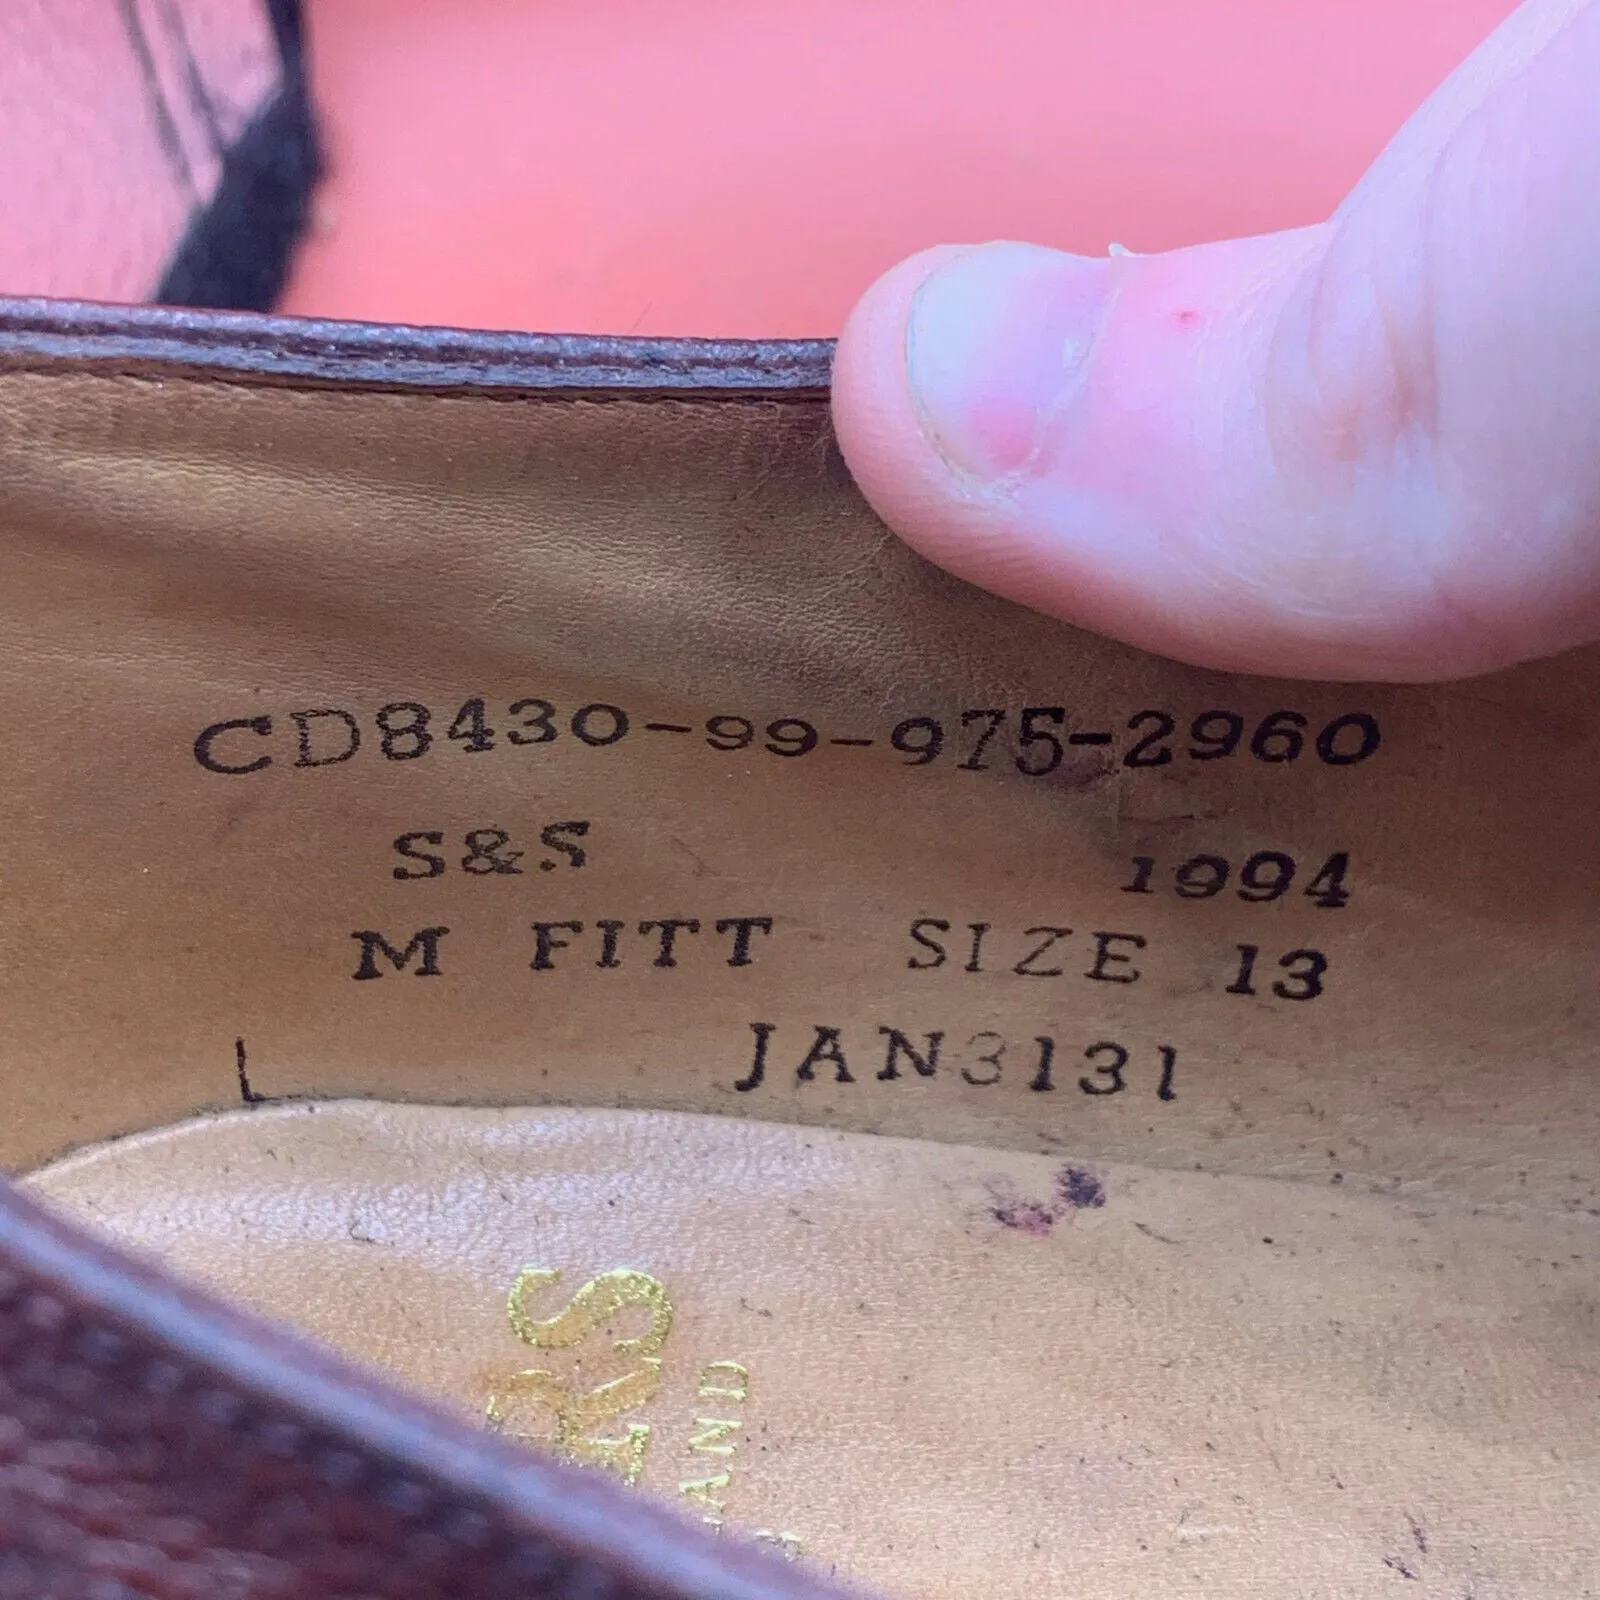 CD8430-99-975-2960
S&S 1994
M FITT SIZE 13
JAN3131
L